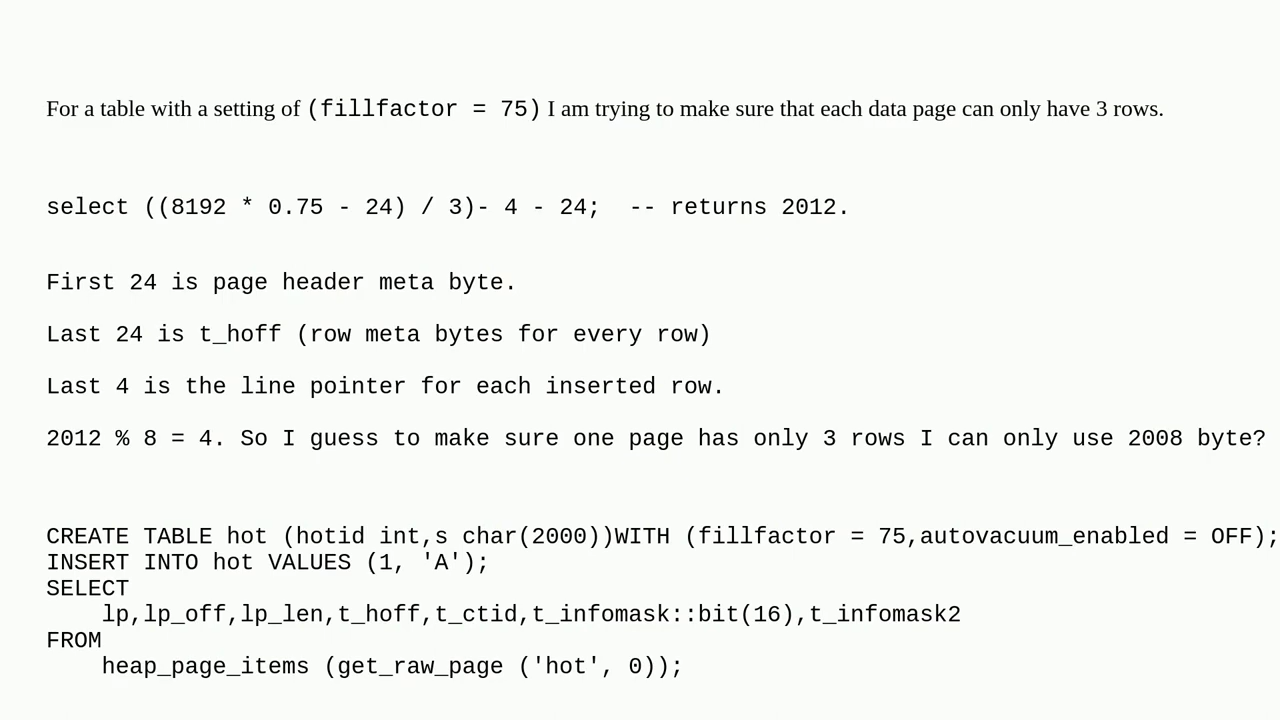 For a table with a setting of (fillfactor = 75) I am trying to make sure that each data page can only have 3 rows.
select ((8192 * 0.75 - 24) / 3)- 4 - 24;  -- returns 2012.
First 24 is page header meta byte.
Last 24 is t_hoff (row meta bytes for every row)
Last 4 is the line pointer for each inserted row.
2012 % 8 = 4. So I guess to make sure one page has only 3 rows I can only use 2008 byte?
CREATE TABLE hot (hotid int,s char(2000))WITH (fillfactor = 75,autovacuum_enabled = OFF);
INSERT INTO hot VALUES (1, 'A');
SELECT
    lp,lp_off,lp_len,t_hoff,t_ctid,t_infomask::bit(16),t_infomask2
FROM
    heap_page_items (get_raw_page ('hot', 0));